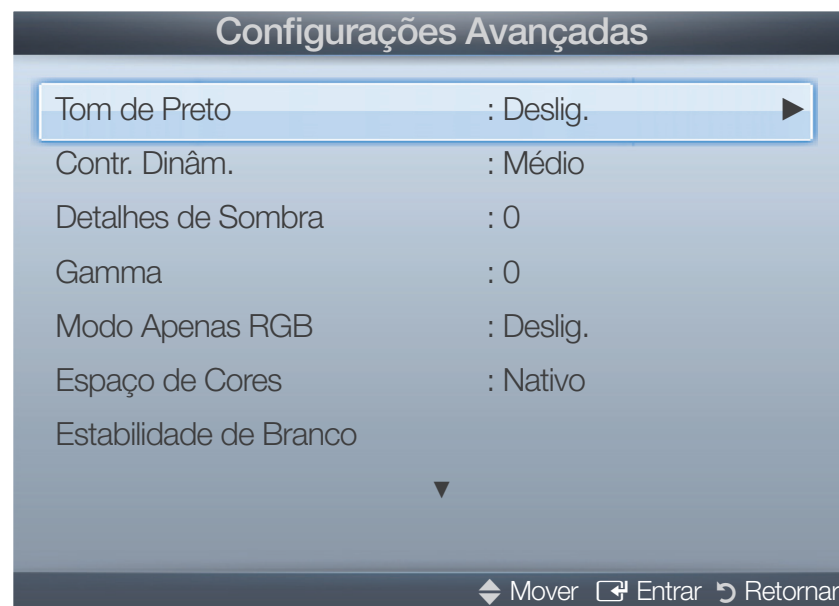 Configurações Avançadas
Tom de Preto : Deslig. ►
Contr. Dinâm. : Médio
Detalhes de Sombra : 0
Gamma : 0
Modo Apenas RGB : Deslig.
Espaço de Cores : Nativo
Estabilidade de Branco
▼
Mover Entrar Retornar